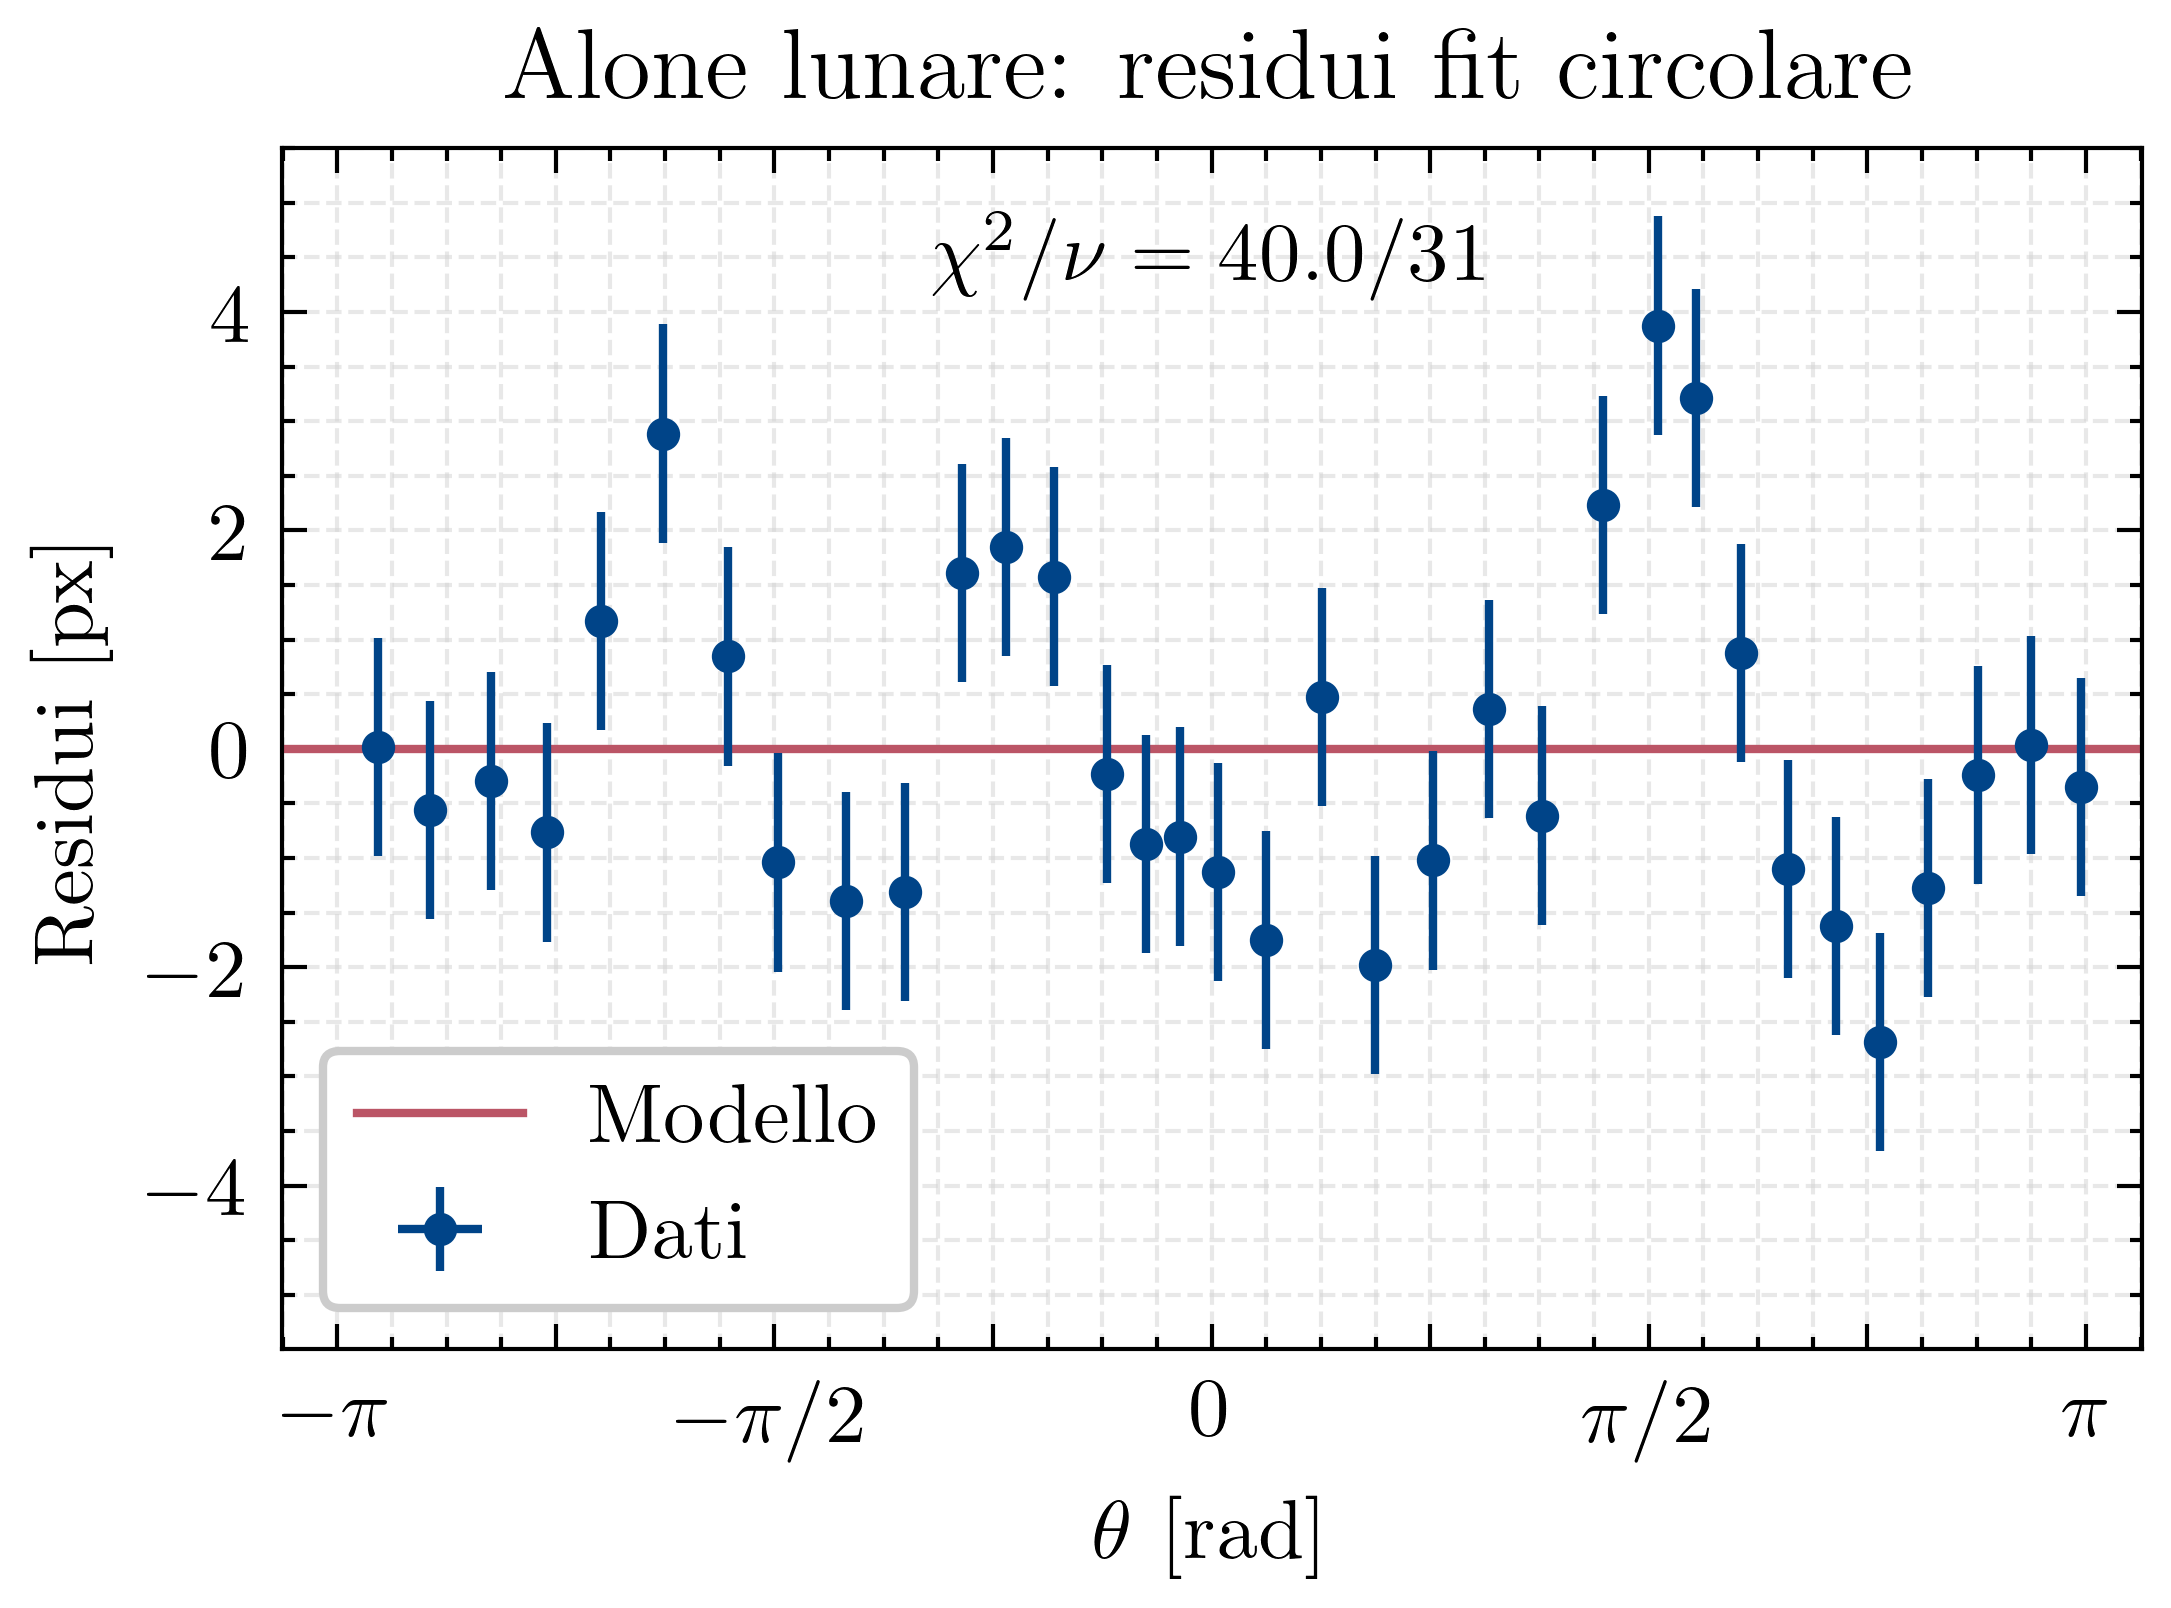 Alone lunare: residui fit circolare
χ²/ν = 40.0/31
Residui [px]
4
2
0
−2
−4
Modello
Dati
−π
−π/2
0
π/2
π
θ [rad]